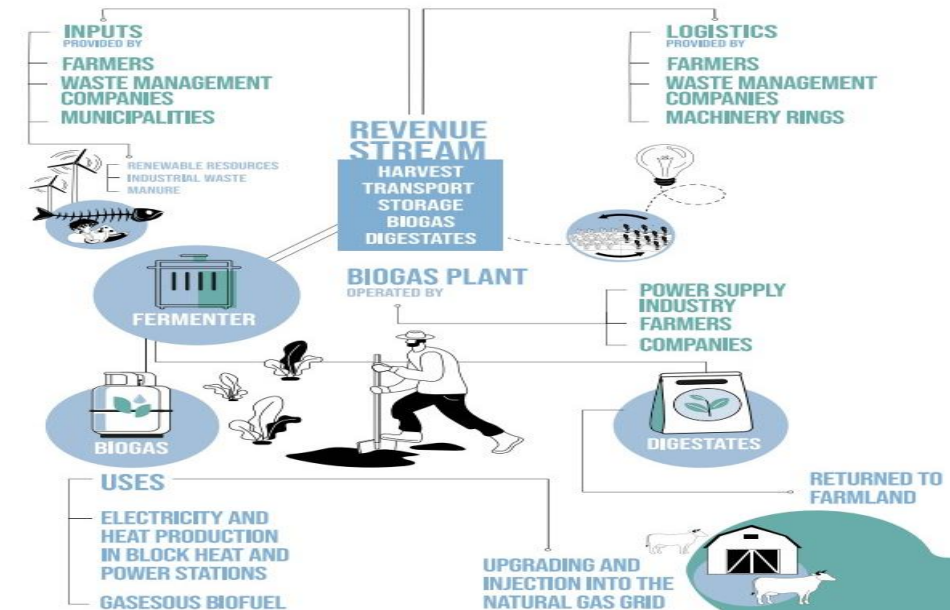 INPUTS
PROVIDED BY
FARMERS
WASTE MANAGEMENT
COMPANIES
MUNICIPALITIES
RENEWABLE RESOURCES
INDUSTRIAL WASTE
MANURE
LOGISTICS
PROVIDED BY
FARMERS
WASTE MANAGEMENT
COMPANIES
MACHINERY RINGS
REVENUE
STREAM
HARVEST
TRANSPORT
STORAGE
BIOGAS
DIGESTATES
FERMENTER
BIOGAS PLANT
OPERATED BY
POWER SUPPLY
INDUSTRY
FARMERS
COMPANIES
BIOGAS
DIGESTATES
USES
ELECTRICITY AND
HEAT PRODUCTION
IN BLOCK HEAT AND
POWER STATIONS
GASESOUS BIOFUEL
UPGRADING AND
INJECTION INTO THE
NATURAL GAS GRID
RETURNED TO
FARMLAND